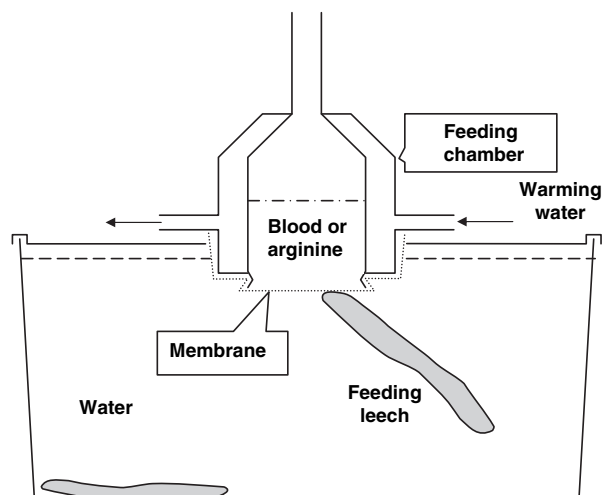 Feeding
chamber
Warming
water
Blood or
arginine
Membrane
Feeding
leech
Water